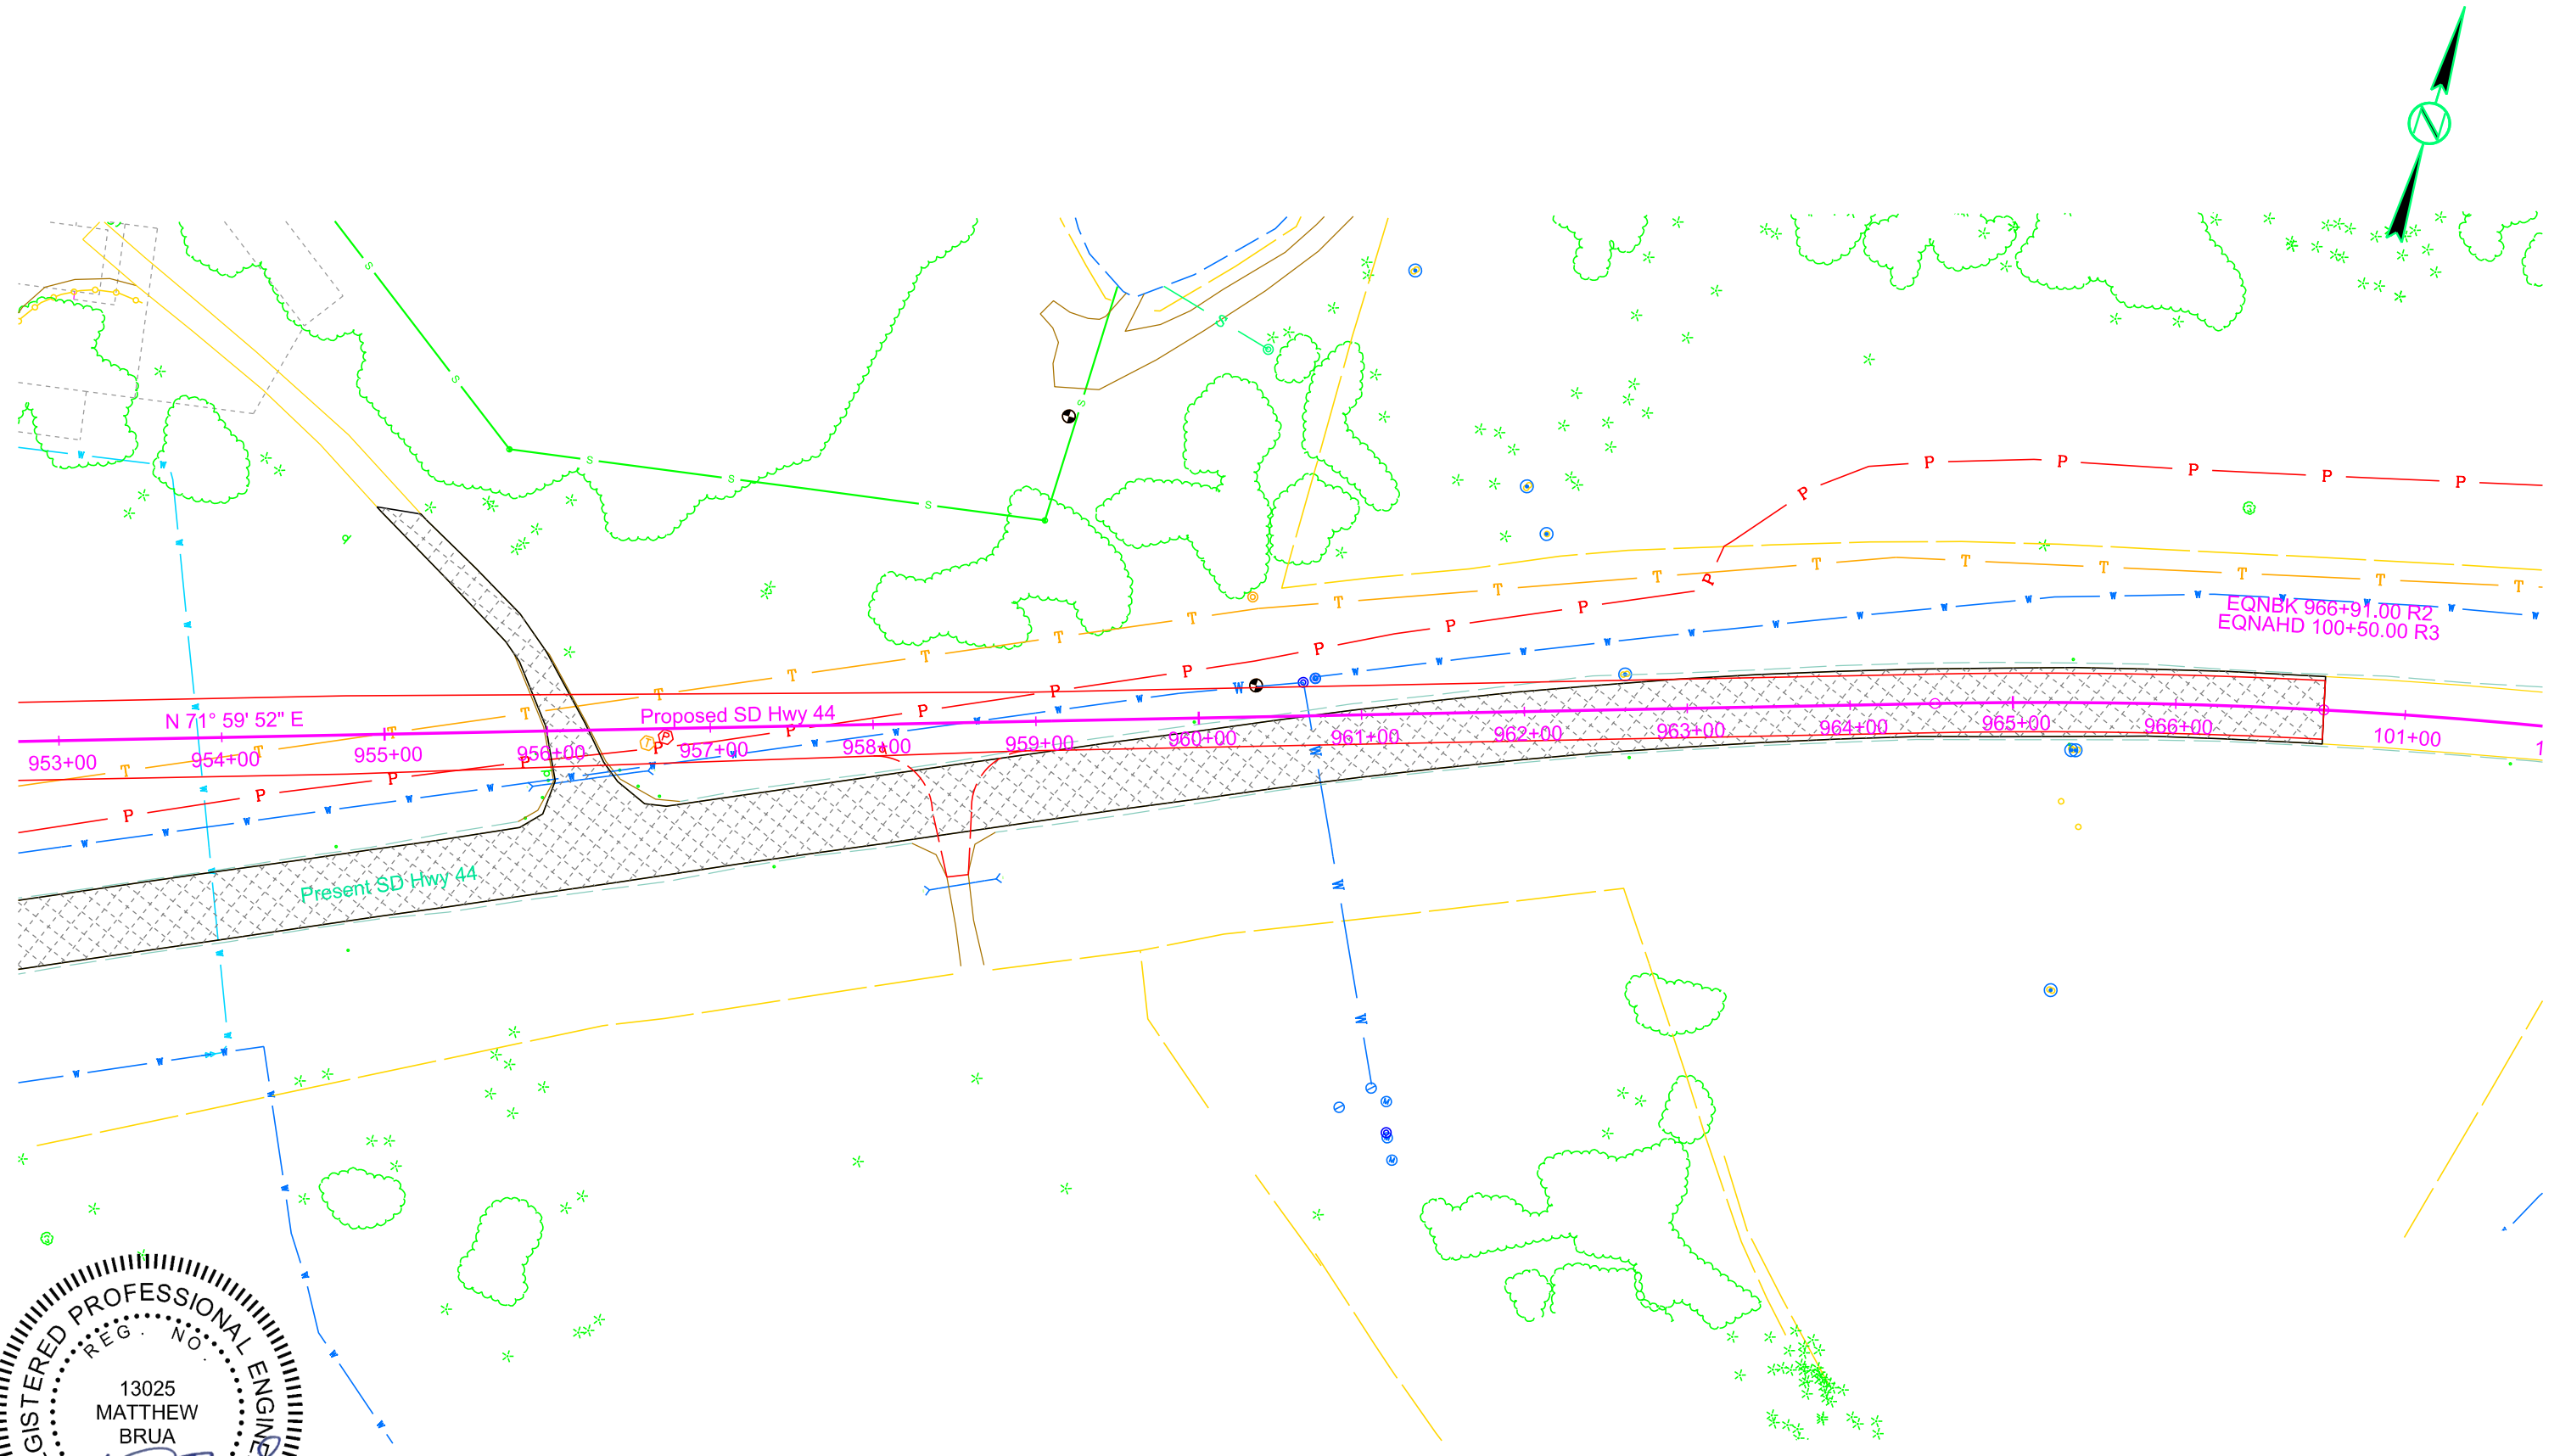 EQNBK 966+91.00 R2
EQNAHD 100+50.00 R3
N 71° 59' 52" E
Proposed SD Hwy 44
953+00
954+00
955+00
956+00
957+00
958+00
959+00
960+00
961+00
962+00
963+00
964+00
965+00
966+00
101+00
1
Present SD Hwy 44
GISTERED PROFESSIONAL ENGINE
REG. NO.
13025
MATTHEW
BRUA